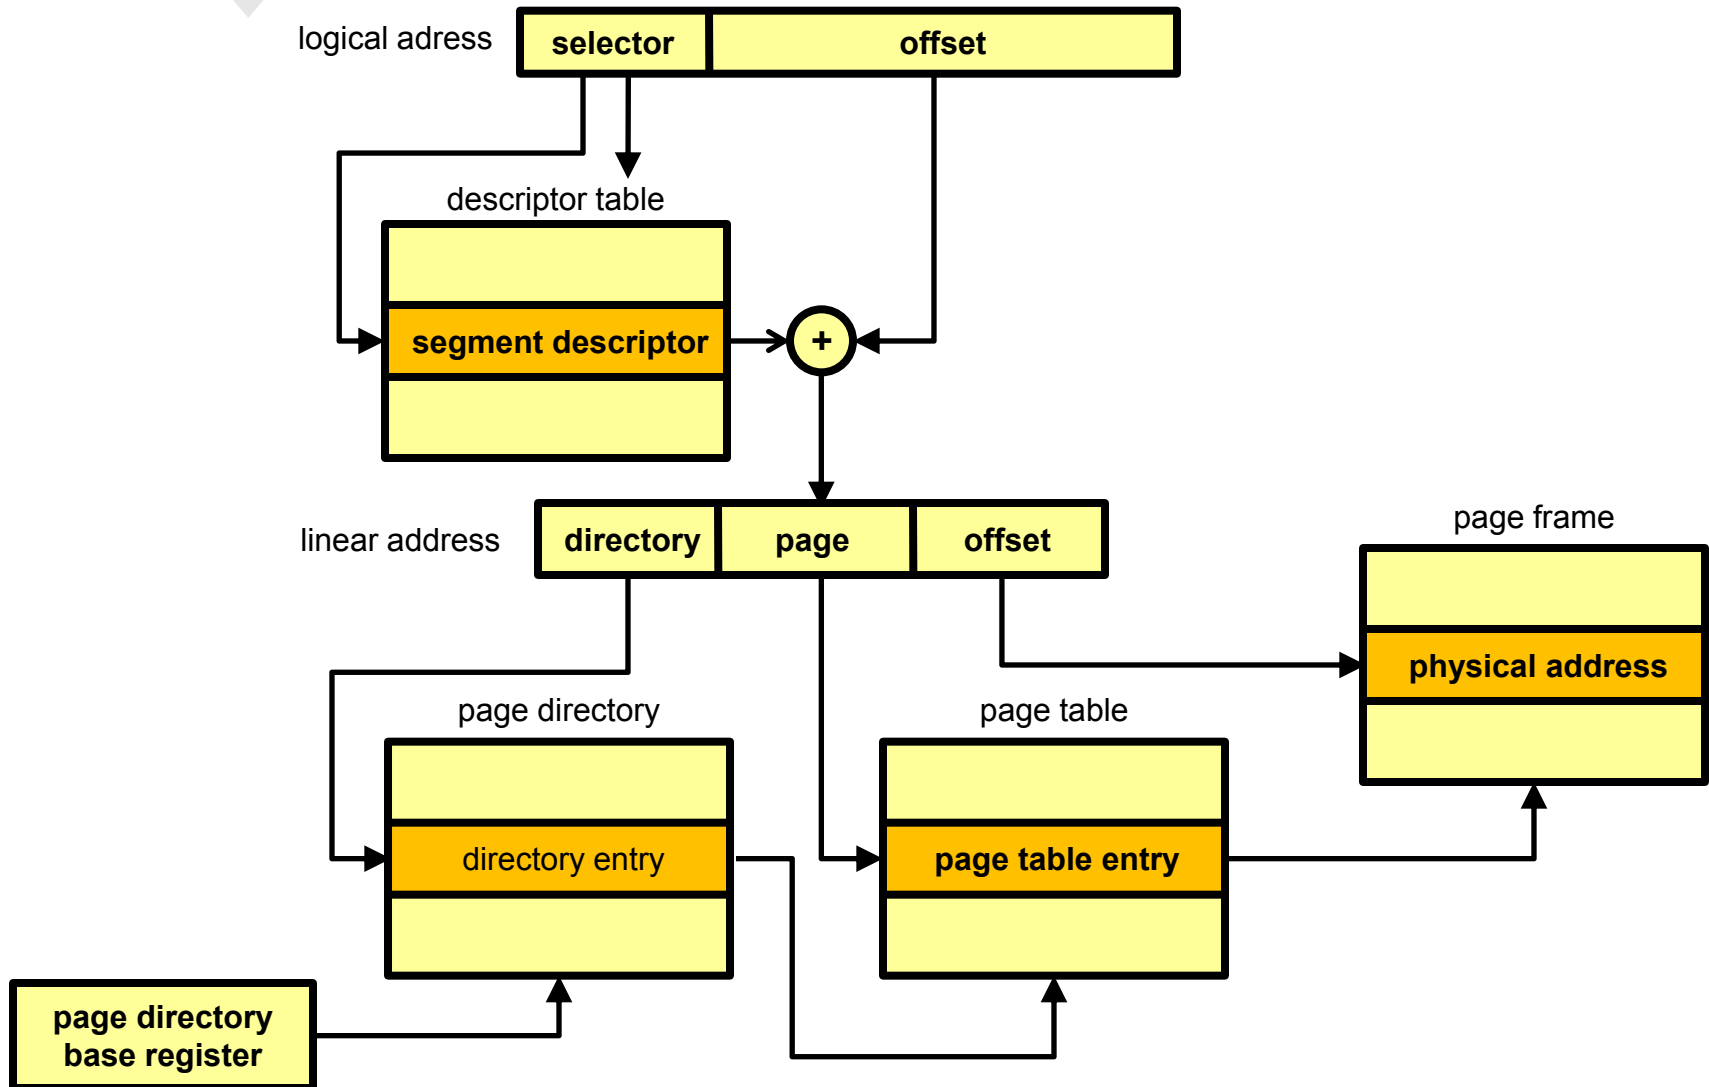 logical adress
selector
offset
descriptor table
segment descriptor
+
linear address
directory
page
offset
page frame
physical address
page directory
page table
directory entry
page table entry
page directory
base register